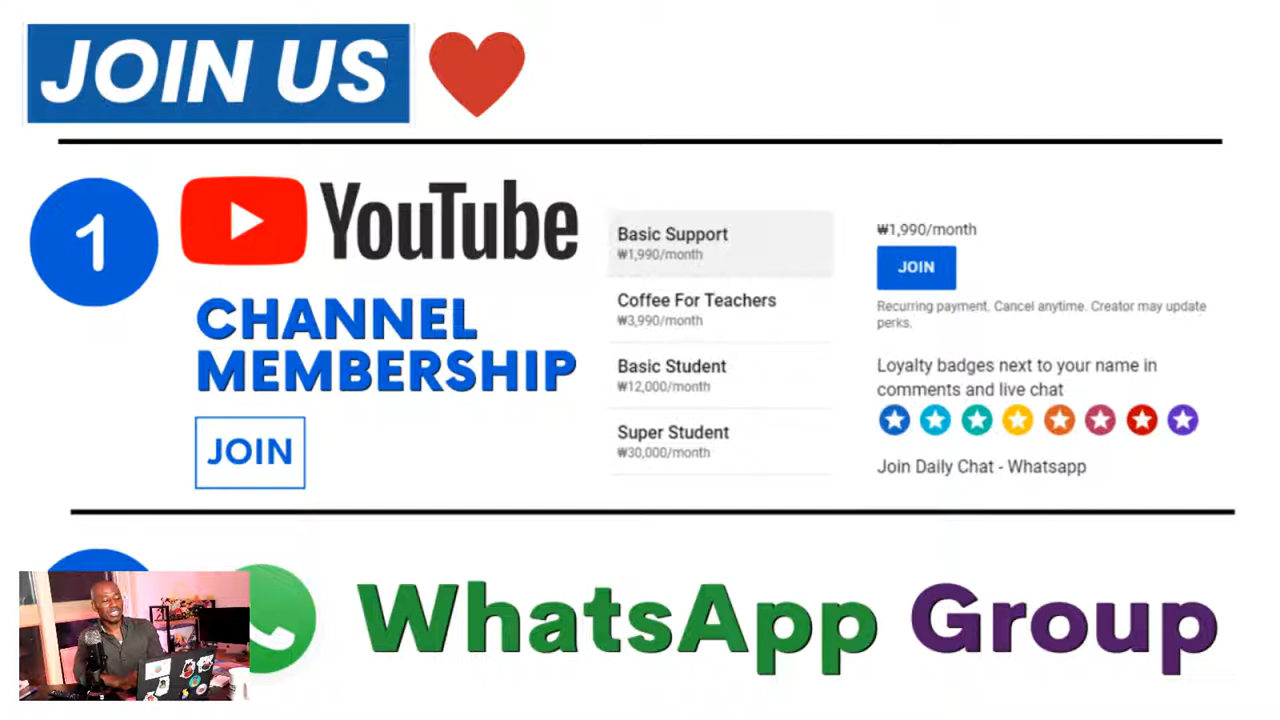 JOIN US
1
YouTube
CHANNEL
MEMBERSHIP
JOIN
Basic Support
₩1,990/month
Coffee For Teachers
₩3,990/month
Basic Student
₩12,000/month
Super Student
₩30,000/month
₩1,990/month
JOIN
Recurring payment. Cancel anytime. Creator may update
perks.
Loyalty badges next to your name in
comments and live chat
Join Daily Chat - Whatsapp
WhatsApp Group